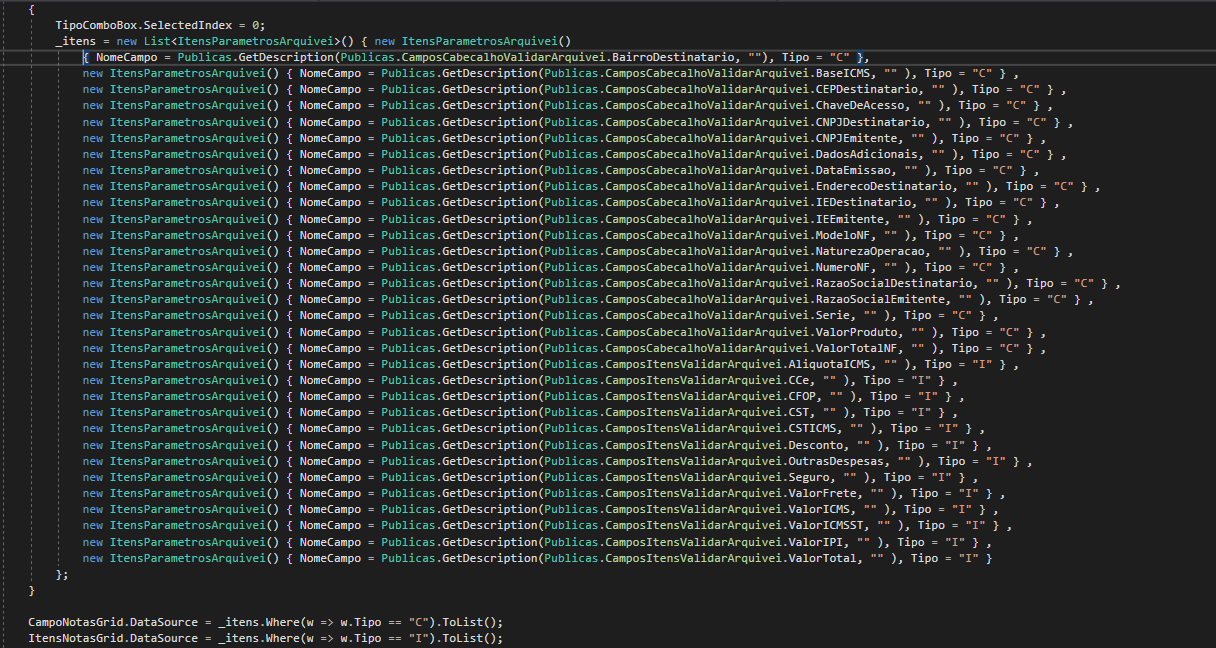 {
TipoComboBox.SelectedIndex = 0;
_itens = new List<ItensParametrosArquivei>() { new ItensParametrosArquivei()
{ NomeCampo = Publicas.GetDescription(Publicas.CamposCabecalhoValidarArquivei.BairroDestinatario, ""), Tipo = "C" },
new ItensParametrosArquivei() { NomeCampo = Publicas.GetDescription(Publicas.CamposCabecalhoValidarArquivei.BaseICMS, "" ), Tipo = "C" } ,
new ItensParametrosArquivei() { NomeCampo = Publicas.GetDescription(Publicas.CamposCabecalhoValidarArquivei.CEPDestinatario, "" ), Tipo = "C" } ,
new ItensParametrosArquivei() { NomeCampo = Publicas.GetDescription(Publicas.CamposCabecalhoValidarArquivei.ChaveDeAcesso, "" ), Tipo = "C" } ,
new ItensParametrosArquivei() { NomeCampo = Publicas.GetDescription(Publicas.CamposCabecalhoValidarArquivei.CNPJDestinatario, "" ), Tipo = "C" } ,
new ItensParametrosArquivei() { NomeCampo = Publicas.GetDescription(Publicas.CamposCabecalhoValidarArquivei.CNPJEmitente, "" ), Tipo = "C" } ,
new ItensParametrosArquivei() { NomeCampo = Publicas.GetDescription(Publicas.CamposCabecalhoValidarArquivei.DadosAdicionais, "" ), Tipo = "C" } ,
new ItensParametrosArquivei() { NomeCampo = Publicas.GetDescription(Publicas.CamposCabecalhoValidarArquivei.DataEmissao, "" ), Tipo = "C" } ,
new ItensParametrosArquivei() { NomeCampo = Publicas.GetDescription(Publicas.CamposCabecalhoValidarArquivei.EnderecoDestinatario, "" ), Tipo = "C" } ,
new ItensParametrosArquivei() { NomeCampo = Publicas.GetDescription(Publicas.CamposCabecalhoValidarArquivei.IEDestinatario, "" ), Tipo = "C" } ,
new ItensParametrosArquivei() { NomeCampo = Publicas.GetDescription(Publicas.CamposCabecalhoValidarArquivei.IEEmitente, "" ), Tipo = "C" } ,
new ItensParametrosArquivei() { NomeCampo = Publicas.GetDescription(Publicas.CamposCabecalhoValidarArquivei.ModeloNF, "" ), Tipo = "C" } ,
new ItensParametrosArquivei() { NomeCampo = Publicas.GetDescription(Publicas.CamposCabecalhoValidarArquivei.NaturezaOperacao, "" ), Tipo = "C" } ,
new ItensParametrosArquivei() { NomeCampo = Publicas.GetDescription(Publicas.CamposCabecalhoValidarArquivei.NumeroNF, "" ), Tipo = "C" } ,
new ItensParametrosArquivei() { NomeCampo = Publicas.GetDescription(Publicas.CamposCabecalhoValidarArquivei.RazaoSocialDestinatario, "" ), Tipo = "C" } ,
new ItensParametrosArquivei() { NomeCampo = Publicas.GetDescription(Publicas.CamposCabecalhoValidarArquivei.RazaoSocialEmitente, "" ), Tipo = "C" } ,
new ItensParametrosArquivei() { NomeCampo = Publicas.GetDescription(Publicas.CamposCabecalhoValidarArquivei.Serie, "" ), Tipo = "C" } ,
new ItensParametrosArquivei() { NomeCampo = Publicas.GetDescription(Publicas.CamposCabecalhoValidarArquivei.ValorProduto, "" ), Tipo = "C" } ,
new ItensParametrosArquivei() { NomeCampo = Publicas.GetDescription(Publicas.CamposCabecalhoValidarArquivei.ValorTotalNF, "" ), Tipo = "C" } ,
new ItensParametrosArquivei() { NomeCampo = Publicas.GetDescription(Publicas.CamposItensValidarArquivei.AliquotaICMS, "" ), Tipo = "I" } ,
new ItensParametrosArquivei() { NomeCampo = Publicas.GetDescription(Publicas.CamposItensValidarArquivei.CCe, "" ), Tipo = "I" } ,
new ItensParametrosArquivei() { NomeCampo = Publicas.GetDescription(Publicas.CamposItensValidarArquivei.CFOP, "" ), Tipo = "I" } ,
new ItensParametrosArquivei() { NomeCampo = Publicas.GetDescription(Publicas.CamposItensValidarArquivei.CST, "" ), Tipo = "I" } ,
new ItensParametrosArquivei() { NomeCampo = Publicas.GetDescription(Publicas.CamposItensValidarArquivei.CSTICMS, "" ), Tipo = "I" } ,
new ItensParametrosArquivei() { NomeCampo = Publicas.GetDescription(Publicas.CamposItensValidarArquivei.Desconto, "" ), Tipo = "I" } ,
new ItensParametrosArquivei() { NomeCampo = Publicas.GetDescription(Publicas.CamposItensValidarArquivei.OutrasDespesas, "" ), Tipo = "I" } ,
new ItensParametrosArquivei() { NomeCampo = Publicas.GetDescription(Publicas.CamposItensValidarArquivei.Seguro, "" ), Tipo = "I" } ,
new ItensParametrosArquivei() { NomeCampo = Publicas.GetDescription(Publicas.CamposItensValidarArquivei.ValorFrete, "" ), Tipo = "I" } ,
new ItensParametrosArquivei() { NomeCampo = Publicas.GetDescription(Publicas.CamposItensValidarArquivei.ValorICMS, "" ), Tipo = "I" } ,
new ItensParametrosArquivei() { NomeCampo = Publicas.GetDescription(Publicas.CamposItensValidarArquivei.ValorICMSST, "" ), Tipo = "I" } ,
new ItensParametrosArquivei() { NomeCampo = Publicas.GetDescription(Publicas.CamposItensValidarArquivei.ValorIPI, "" ), Tipo = "I" } ,
new ItensParametrosArquivei() { NomeCampo = Publicas.GetDescription(Publicas.CamposItensValidarArquivei.ValorTotal, "" ), Tipo = "I" }
};
}
CampoNotasGrid.DataSource = _itens.Where(w => w.Tipo == "C").ToList();
ItensNotasGrid.DataSource = _itens.Where(w => w.Tipo == "I").ToList();